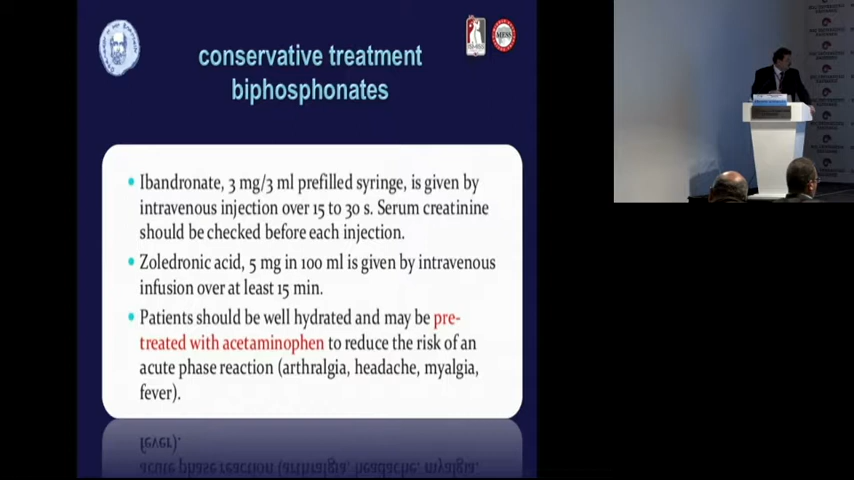 conservative treatment
biphosphonates
Ibandronate, 3 mg/3 ml prefilled syringe, is given by
intravenous injection over 15 to 30 s. Serum creatinine
should be checked before each injection.
Zoledronic acid, 5 mg in 100 ml is given by intravenous
infusion over at least 15 min.
Patients should be well hydrated and may be pre-
treated with acetaminophen to reduce the risk of an
acute phase reaction (arthralgia, headache, myalgia,
fever).